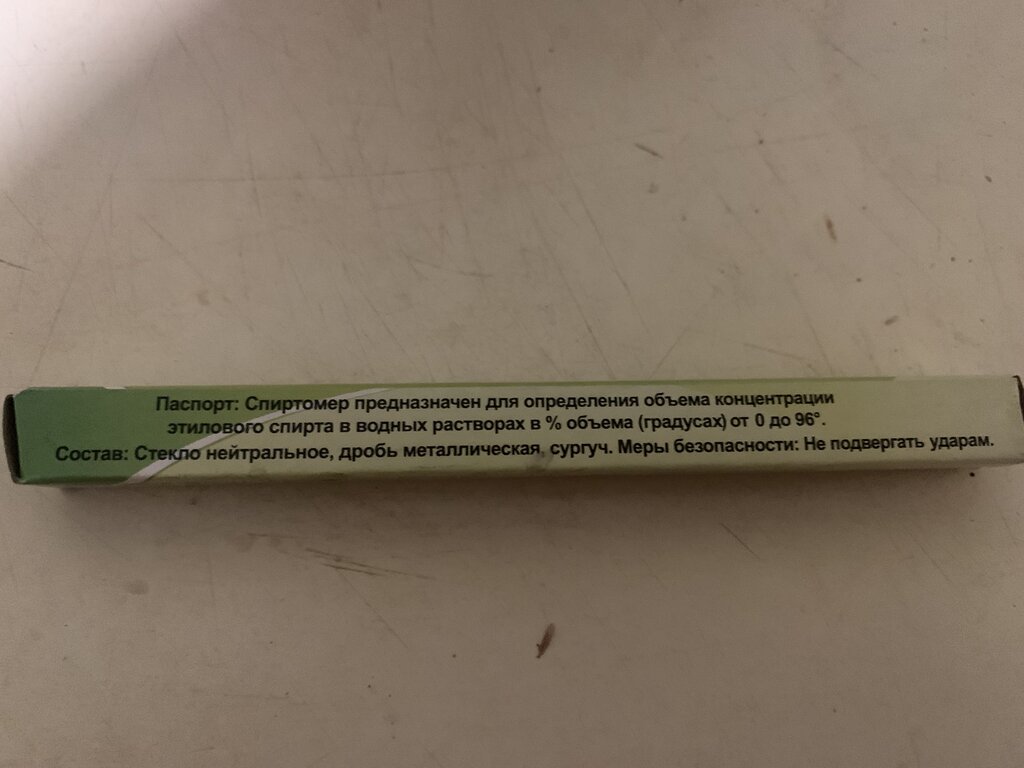 Паспорт: Спиртомер предназначен для определения объема концентрации
этилового спирта в водных растворах в % объема (градусах) от 0 до 96°.
Состав: Стекло нейтральное, дробь металлическая, сургуч. Меры безопасности: Не подвергать ударам.